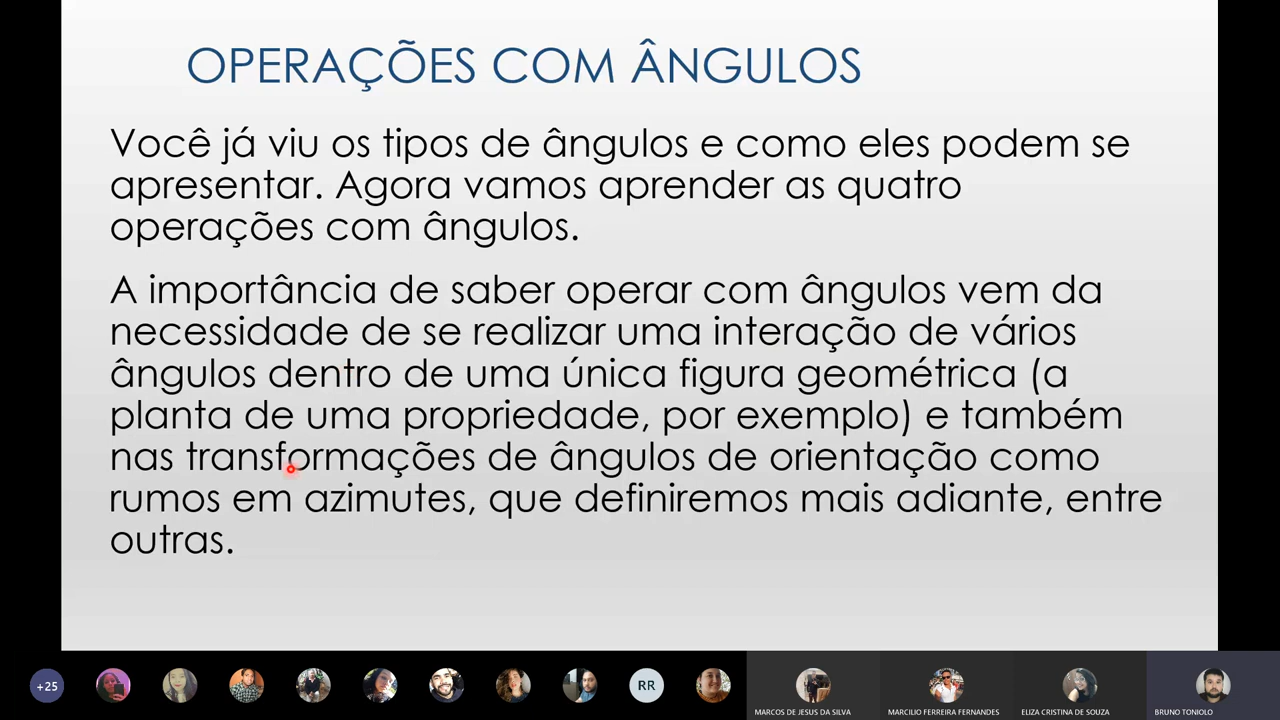 OPERAÇÕES COM ÂNGULOS
Você já viu os tipos de ângulos e como eles podem se
apresentar. Agora vamos aprender as quatro
operações com ângulos.
A importância de saber operar com ângulos vem da
necessidade de se realizar uma interação de vários
ângulos dentro de uma única figura geométrica (a
planta de uma propriedade, por exemplo) e também
nas transformações de ângulos de orientação como
rumos em azimutes, que definiremos mais adiante, entre
outras.
+25
RR
MARCOS DE JESUS DA SILVA
MARCILIO FERREIRA FERNANDES
ELIZA CRISTINA DE SOUZA
BRUNO TONIOLO